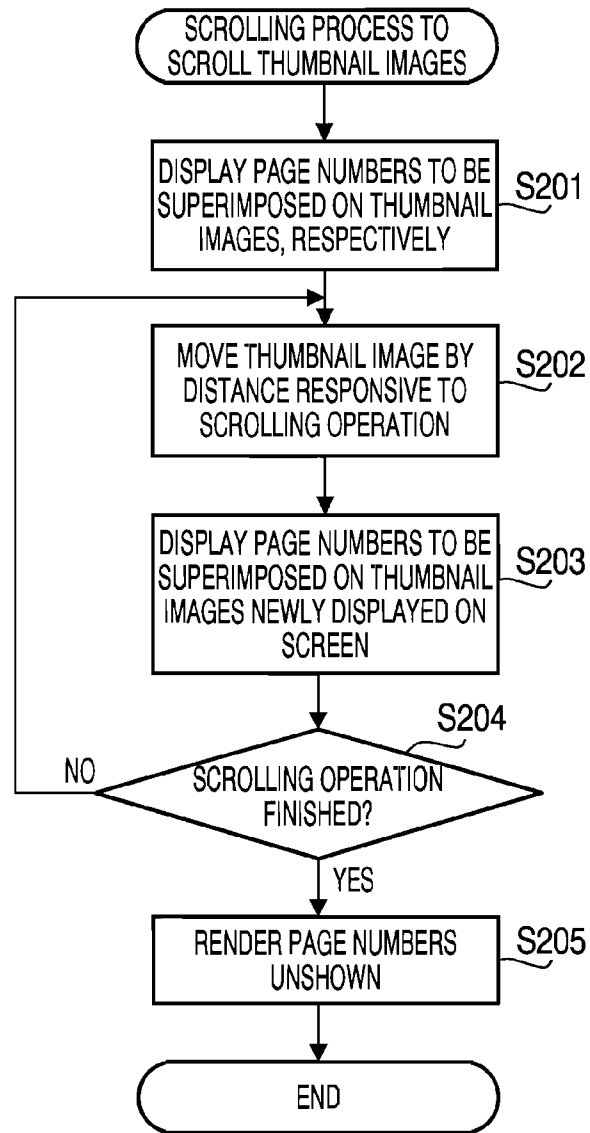 SCROLLING PROCESS TO
SCROLL THUMBNAIL IMAGES
DISPLAY PAGE NUMBERS TO BE
SUPERIMPOSED ON THUMBNAIL
IMAGES, RESPECTIVELY
S201
MOVE THUMBNAIL IMAGE BY
DISTANCE RESPONSIVE TO
SCROLLING OPERATION
S202
DISPLAY PAGE NUMBERS TO BE
SUPERIMPOSED ON THUMBNAIL
IMAGES NEWLY DISPLAYED ON
SCREEN
S203
S204
NO
SCROLLING OPERATION
FINISHED?
YES
RENDER PAGE NUMBERS
UNSHOWN
S205
END